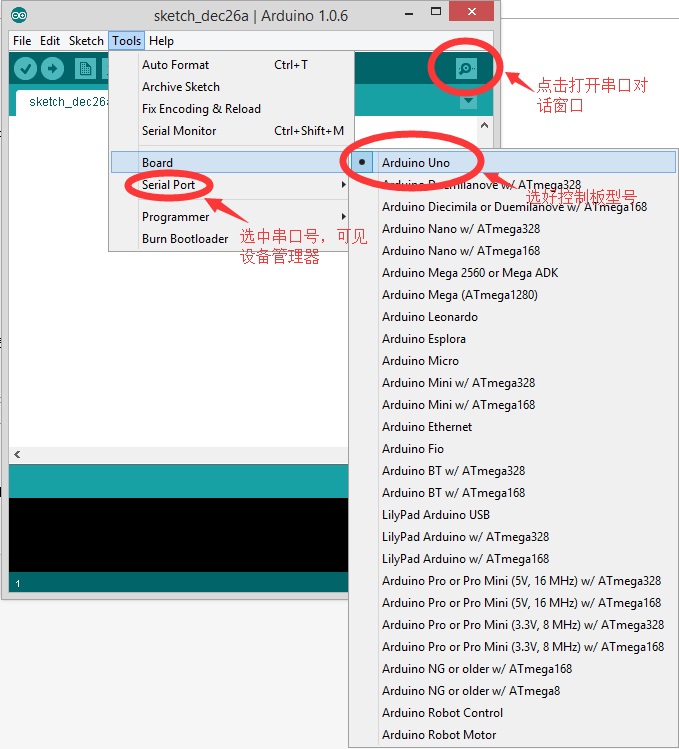 sketch_dec26a | Arduino 1.0.6
File Edit Sketch Tools Help
点击打开串口对
话窗口
sketch_dec26a
Auto Format Ctrl+T
Archive Sketch
Fix Encoding & Reload
Serial Monitor Ctrl+Shift+M
Board
Serial Port
Programmer
Burn Bootloader
选中串口号，可见
设备管理器
Arduino Uno
选好控制板型号
Arduino Duemilanove w/ ATmega328
Arduino Diecimila or Duemilanove w/ ATmega168
Arduino Nano w/ ATmega328
Arduino Nano w/ ATmega168
Arduino Mega 2560 or Mega ADK
Arduino Mega (ATmega1280)
Arduino Leonardo
Arduino Esplora
Arduino Micro
Arduino Mini w/ ATmega328
Arduino Mini w/ ATmega168
Arduino Ethernet
Arduino Fio
Arduino BT w/ ATmega328
Arduino BT w/ ATmega168
LilyPad Arduino USB
LilyPad Arduino w/ ATmega328
LilyPad Arduino w/ ATmega168
Arduino Pro or Pro Mini (5V, 16 MHz) w/ ATmega328
Arduino Pro or Pro Mini (5V, 16 MHz) w/ ATmega168
Arduino Pro or Pro Mini (3.3V, 8 MHz) w/ ATmega328
Arduino Pro or Pro Mini (3.3V, 8 MHz) w/ ATmega168
Arduino NG or older w/ ATmega168
Arduino NG or older w/ ATmega8
Arduino Robot Control
Arduino Robot Motor
1